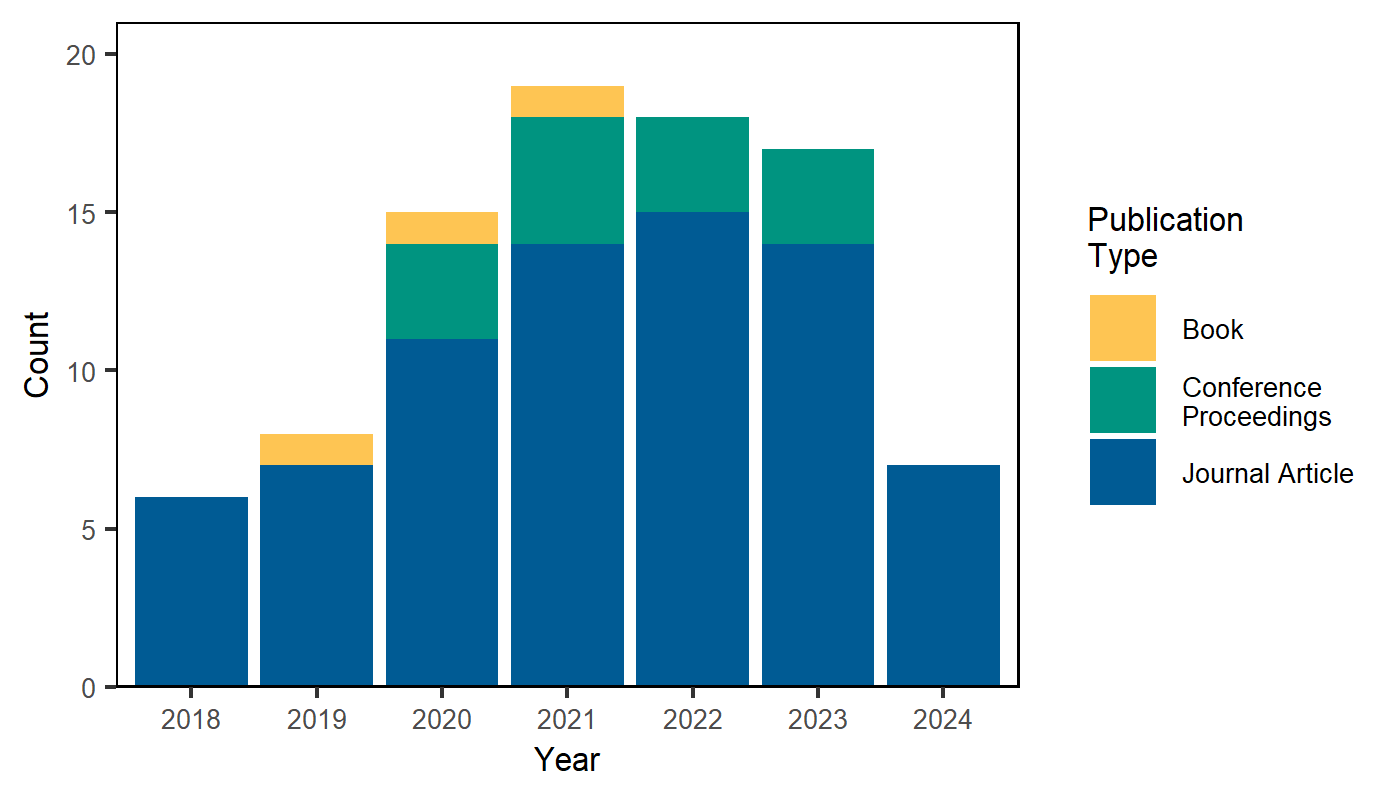 20
15
10
5
0
Count
2018 2019 2020 2021 2022 2023 2024
Year
Publication
Type
Book
Conference
Proceedings
Journal Article